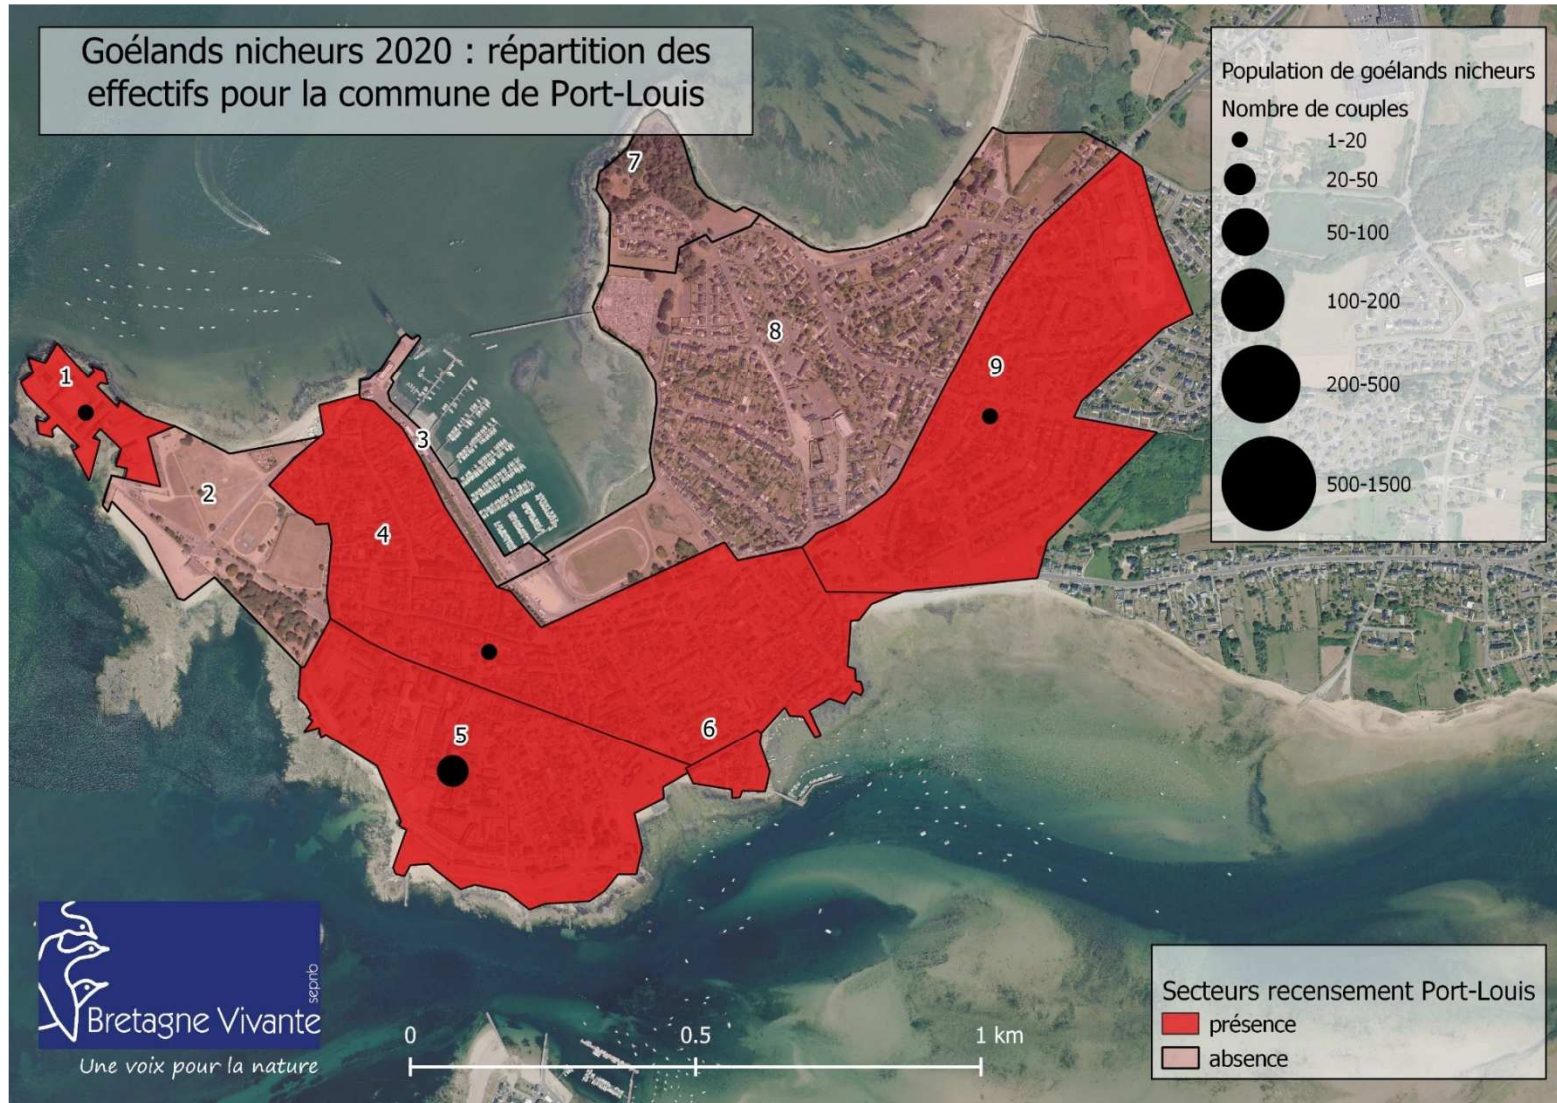 Goélands nicheurs 2020 : répartition des
effectifs pour la commune de Port-Louis
Population de goélands nicheurs
Nombre de couples
1-20
20-50
50-100
100-200
200-500
500-1500
7
8
1
9
3
2
4
5
6
Bretagne Vivante
sepnb
Une voix pour la nature
0 0.5 1 km
Secteurs recensement Port-Louis
présence
absence